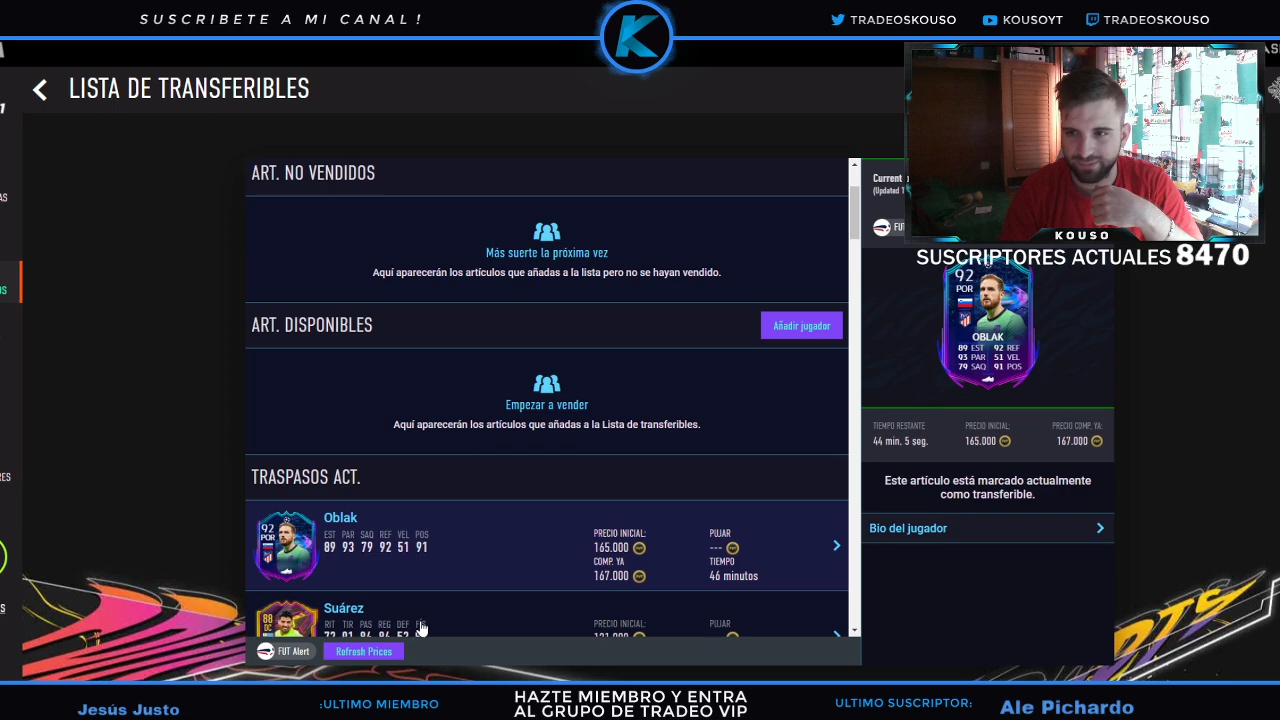 SUSCRIBETE A MI CANAL !
TRADEOSKOUSO
KOUSOYT
TRADEOSKOUSO
K
LISTA DE TRANSFERIBLES
ART. NO VENDIDOS
Más suerte la próxima vez
Aquí aparecerán los artículos que añadas a la lista pero no se hayan vendido.
ART. DISPONIBLES
Añadir jugador
Empezar a vender
Aquí aparecerán los artículos que añadas a la Lista de transferibles.
TRASPASOS ACT.
92
POR
Oblak
EST PAR SAQ REF VEL POS
89 93 79 92 51 91
PRECIO INICIAL:
165.000
COMP. YA
167.000
PUJAR
---
TIEMPO
46 minutos
88
DC
Suárez
RIT TIR PAS REG DEF
PUJAR
FUT Alert
Refresh Prices
KOUSO
SUSCRIPTORES ACTUALES 8470
Current
92
POR
OBLAK
89 EST 92 REF
93 PAR 51 VEL
79 SAQ 91 POS
TIEMPO RESTANTE
44 min. 5 seg.
PRECIO INICIAL:
165.000
PRECIO COMP. YA:
167.000
Este artículo está marcado actualmente
como transferible.
Bio del jugador
Jesús Justo
:ULTIMO MIEMBRO
HAZTE MIEMBRO Y ENTRA
AL GRUPO DE TRADEO VIP
ULTIMO SUSCRIPTOR:
Ale Pichardo